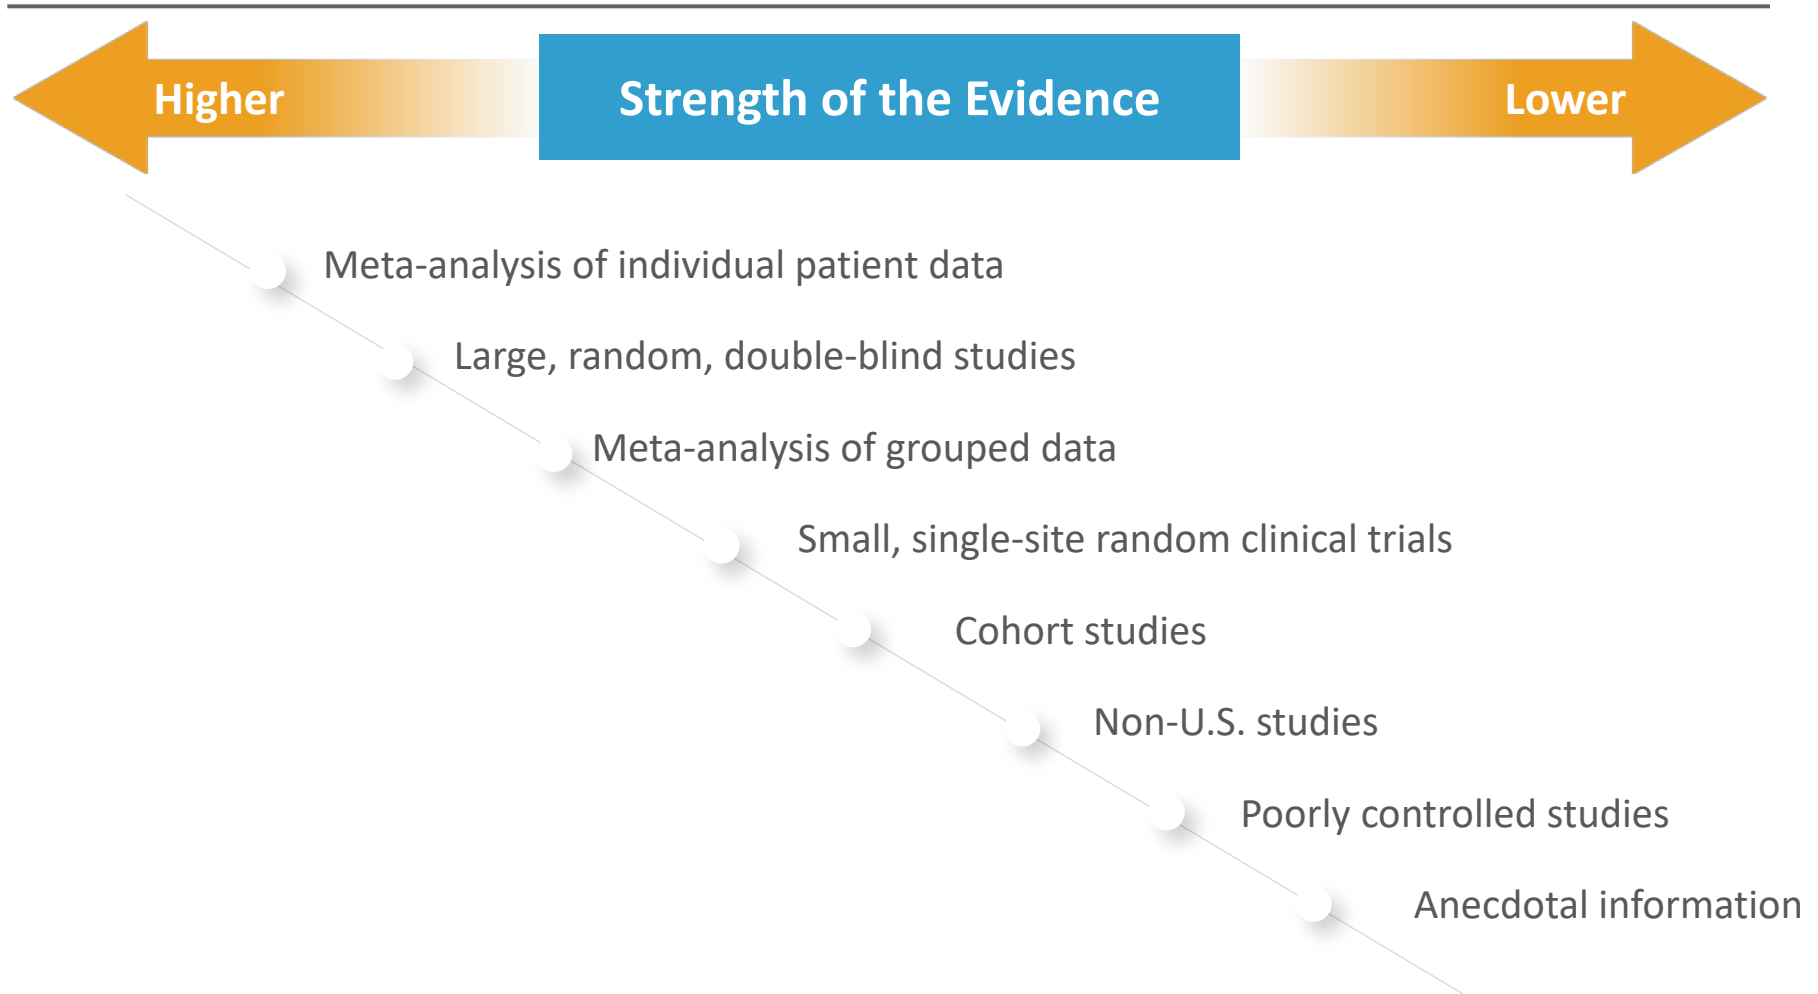 Higher
Strength of the Evidence
Lower
Meta-analysis of individual patient data
Large, random, double-blind studies
Meta-analysis of grouped data
Small, single-site random clinical trials
Cohort studies
Non-U.S. studies
Poorly controlled studies
Anecdotal information